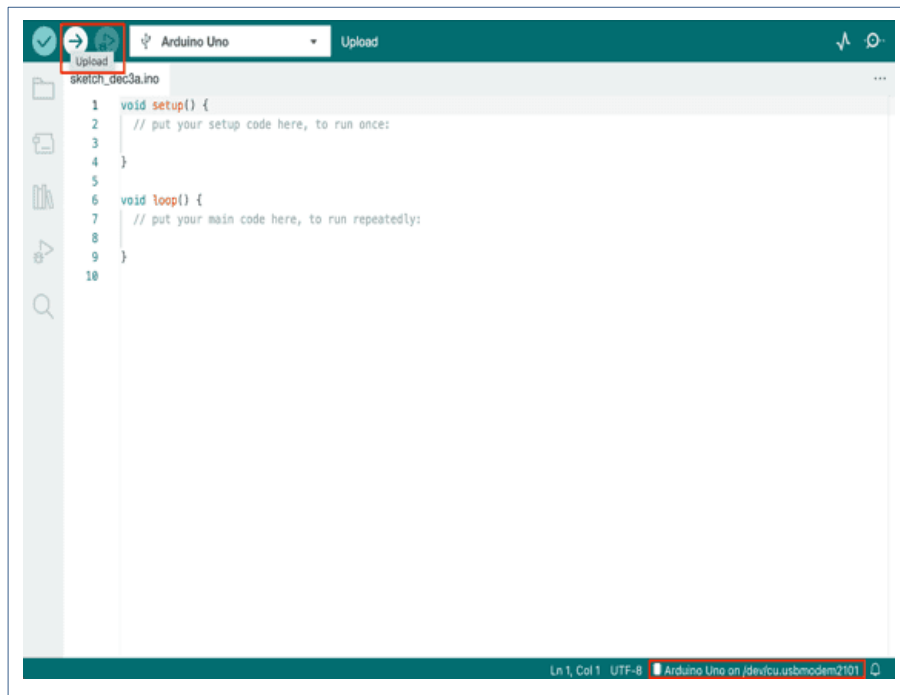 Arduino Uno
Upload
Upload
sketch_dec3a.ino
...
1 void setup() {
2 // put your setup code here, to run once:
3
4 }
5
6 void loop() {
7 // put your main code here, to run repeatedly:
8
9 }
10
Ln 1, Col 1 UTF-8 Arduino Uno on /dev/cu.usbmodem2101